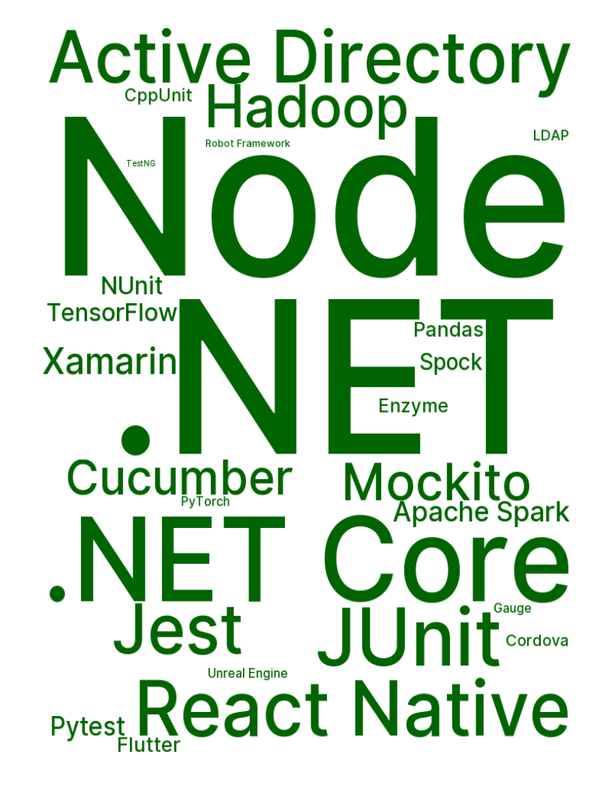 Active Directory
CppUnit
Hadoop
LDAP
Robot Framework
TestNG
Node
NUnit
TensorFlow
.NET
Pandas
Xamarin
Spock
Enzyme
Cucumber
Mockito
PyTorch
Apache Spark
.NET Core
Gauge
Jest
JUnit
Cordova
Unreal Engine
React Native
Pytest
Flutter